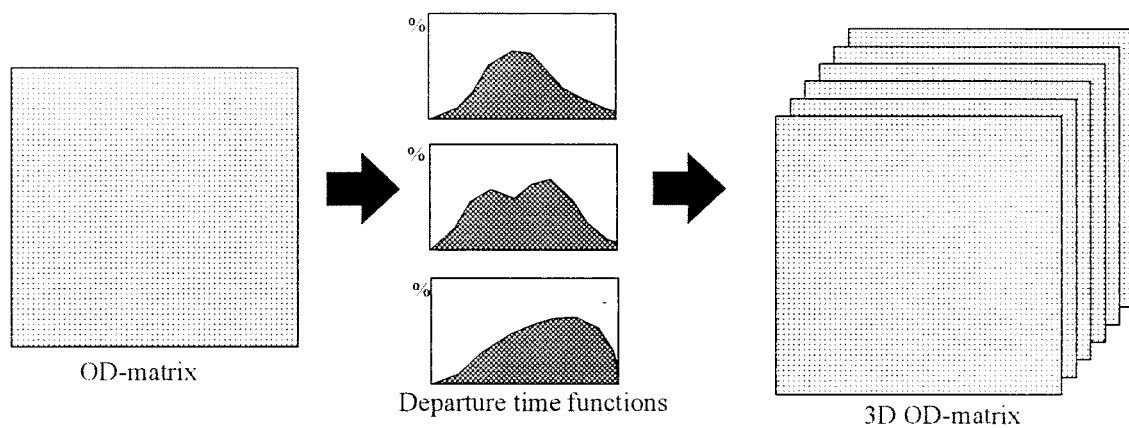 %
%
%
OD-matrix
Departure time functions
3D OD-matrix